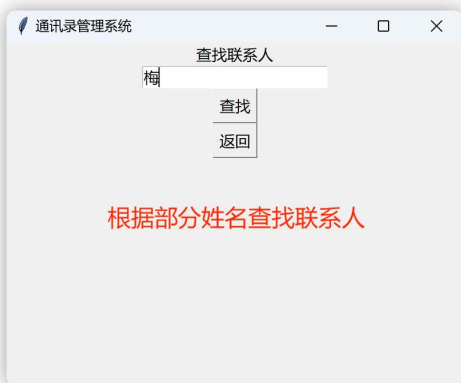 通讯录管理系统
查找联系人
梅
查找
返回
根据部分姓名查找联系人